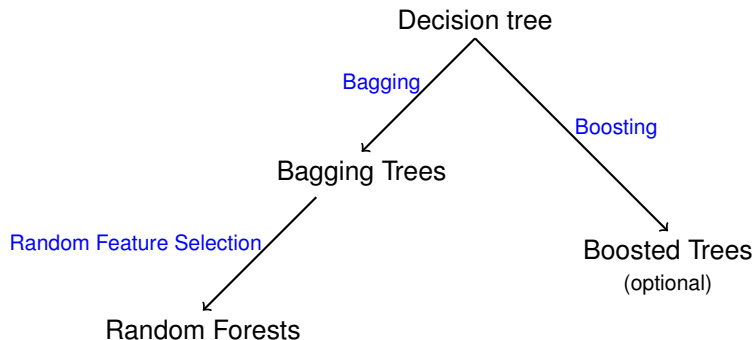 Decision tree
Bagging
Boosting
Bagging Trees
Random Feature Selection
Boosted Trees
(optional)
Random Forests